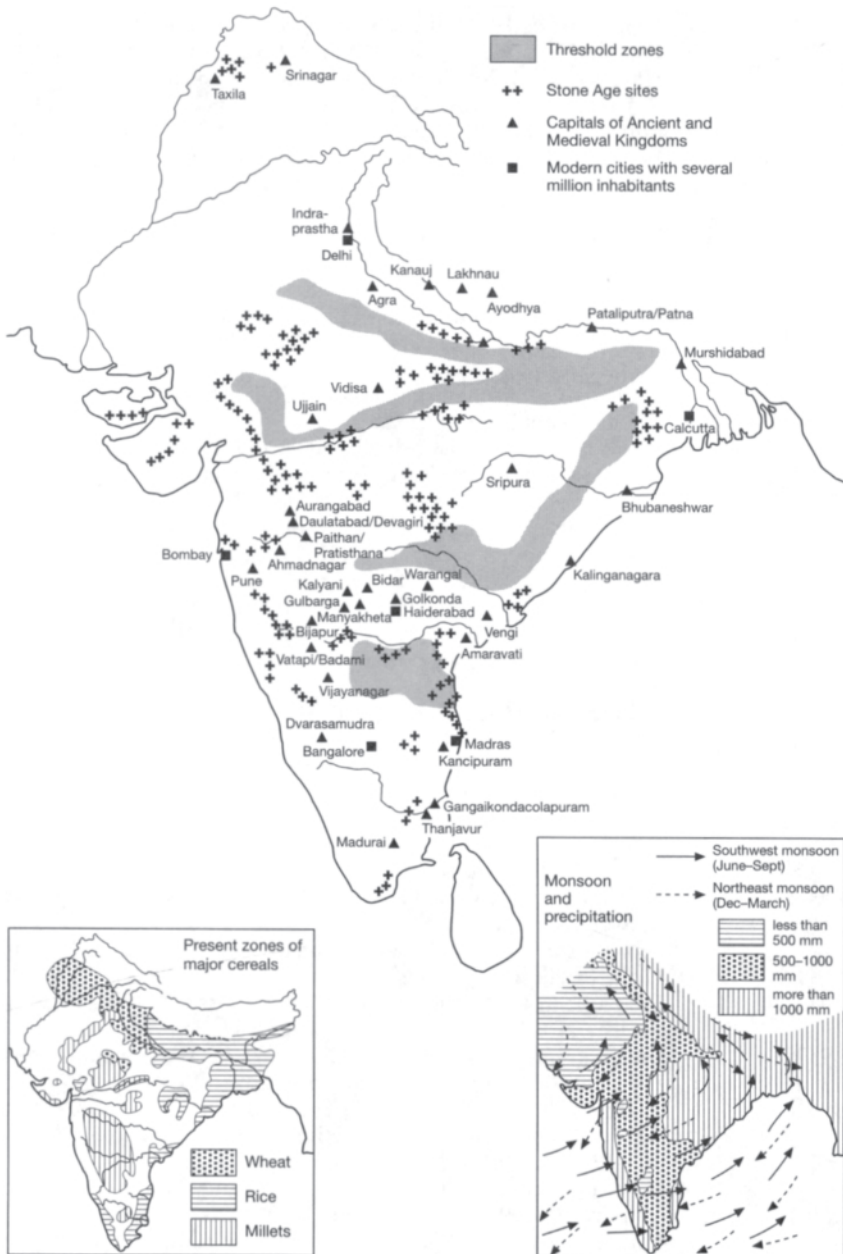 Threshold zones
Stone Age sites
Capitals of Ancient and
Medieval Kingdoms
Modern cities with several
million inhabitants
Srinagar
Taxila
Indra-
prastha
Delhi
Kanauj
Lakhnau
Agra
Ayodhya
Pataliputra/Patna
Murshidabad
Vidisa
Ujjain
Calcutta
Sripura
Bhubaneshwar
Aurangabad
Daulatabad/Devagiri
Paithan/
Pratisthana
Bombay
Ahmadnagar
Pune
Kalinganagara
Kalyani
Bidar
Warangal
Gulbarga
Golkonda
Manyakheta
Haiderabad
Bijapur
Vengi
Amaravati
Vatapi/Badami
Vijayanagar
Dvarasamudra
Bangalore
Madras
Kancipuram
Gangaikondacolapuram
Thanjavur
Madurai
Present zones of
major cereals
Wheat
Rice
Millets
Southwest monsoon
(June–Sept)
Northeast monsoon
(Dec–March)
Monsoon
and
precipitation
less than
500 mm
500–1000
mm
more than
1000 mm